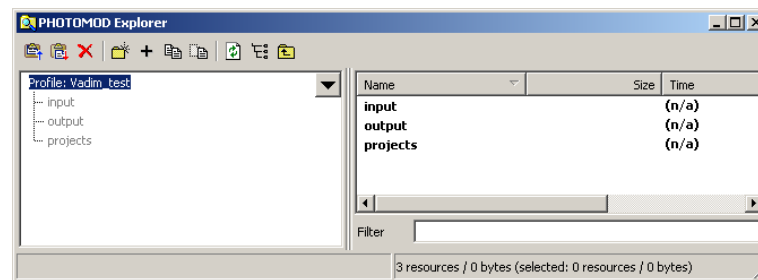 PHOTOMOD Explorer
Profile: Vadim_test
input
output
projects
Name Size Time
input (n/a)
output (n/a)
projects (n/a)
Filter
3 resources / 0 bytes (selected: 0 resources / 0 bytes)